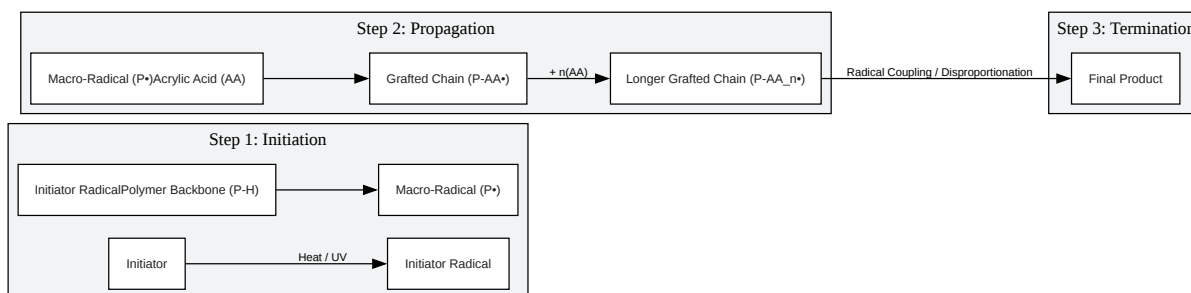 Step 2: Propagation
Macro-Radical (P•)Acrylic Acid (AA)
Grafted Chain (P-AA•)
+ n(AA)
Longer Grafted Chain (P-AA_n•)
Radical Coupling / Disproportionation
Step 3: Termination
Final Product
Step 1: Initiation
Initiator RadicalPolymer Backbone (P-H)
Macro-Radical (P•)
Initiator
Heat / UV
Initiator Radical